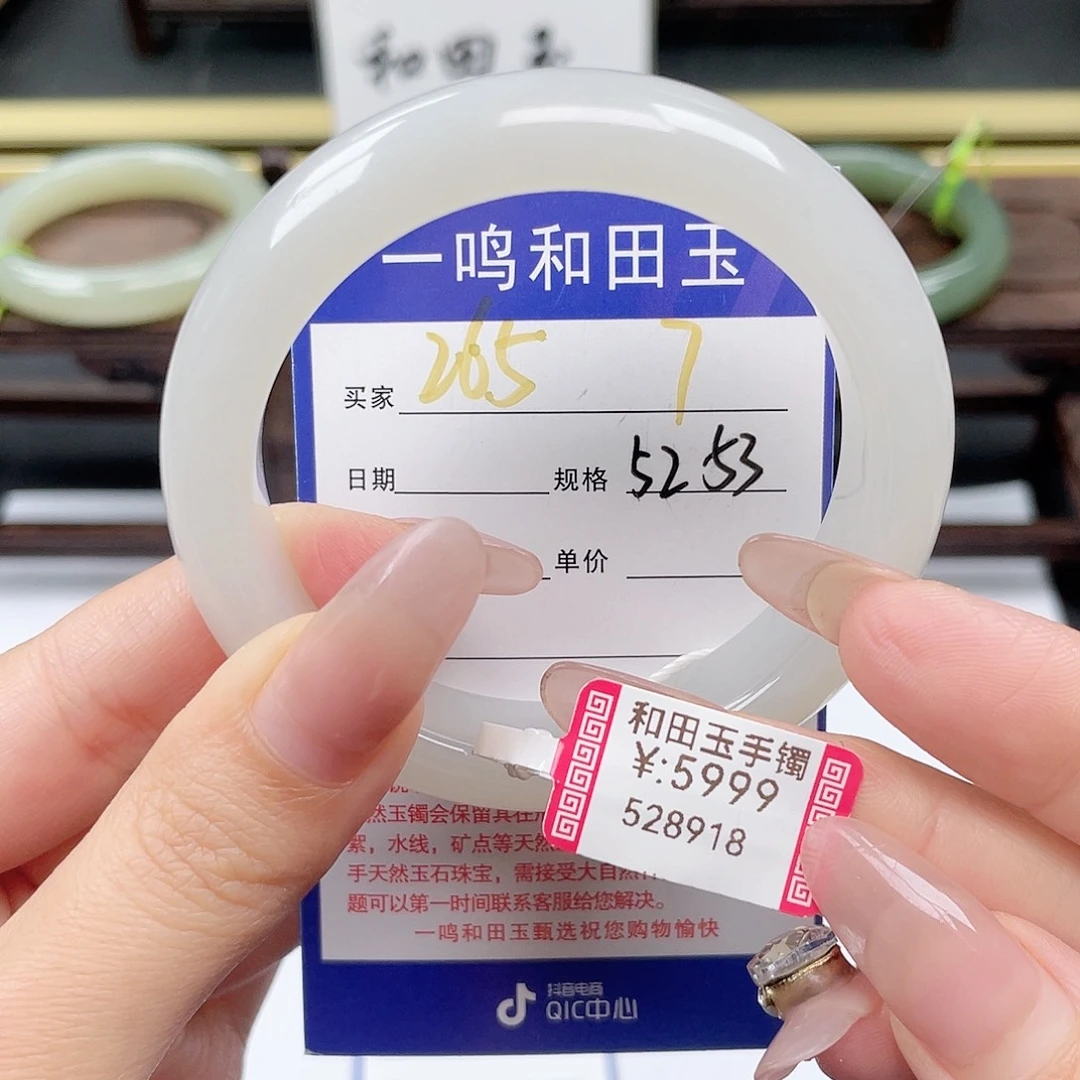 和田玉
一鸣和田玉
买家 265 7
日期 规格 52 53
单价
和田玉手镯
¥:5999
528918
然玉镯会保留其在
絮，水线，矿点等天然
手天然玉石珠宝，需接受大自然
题可以第一时间联系客服给您解决。
一鸣和田玉甄选祝您购物愉快
抖音电商
QIC中心